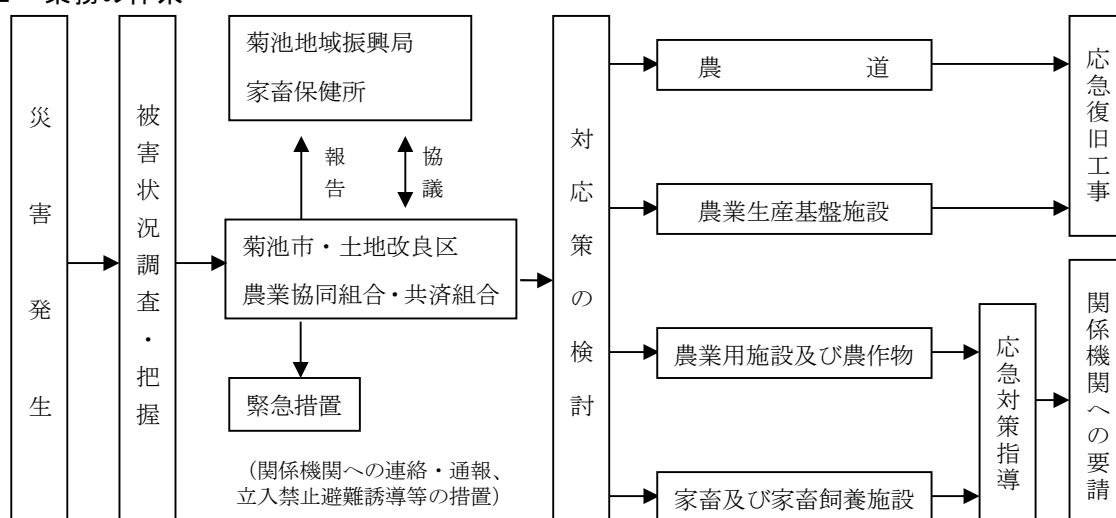 災害発生
被害状況調査・把握
菊池地域振興局
家畜保健所
報告
協議
菊池市・土地改良区
農業協同組合・共済組合
緊急措置
（関係機関への連絡・通報、
立入禁止避難誘導等の措置）
対応策の検討
農道
農業生産基盤施設
農業用施設及び農作物
家畜及び家畜飼養施設
応急復旧工事
応急対策指導
関係機関への要請